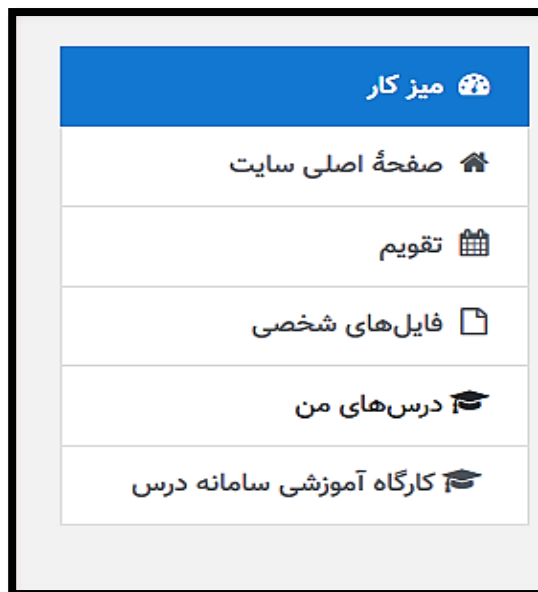 میز کار
صفحهٔ اصلی سایت
تقویم
فایل‌های شخصی
درس‌های من
کارگاه آموزشی سامانه درس